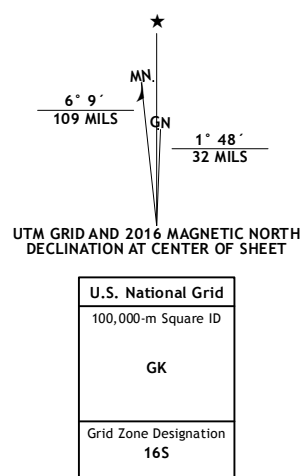 ★
MN.
GN
6° 9´
109 MILS
1° 48´
32 MILS
UTM GRID AND 2016 MAGNETIC NORTH
DECLINATION AT CENTER OF SHEET
U.S. National Grid
100,000-m Square ID
GK
Grid Zone Designation
16S